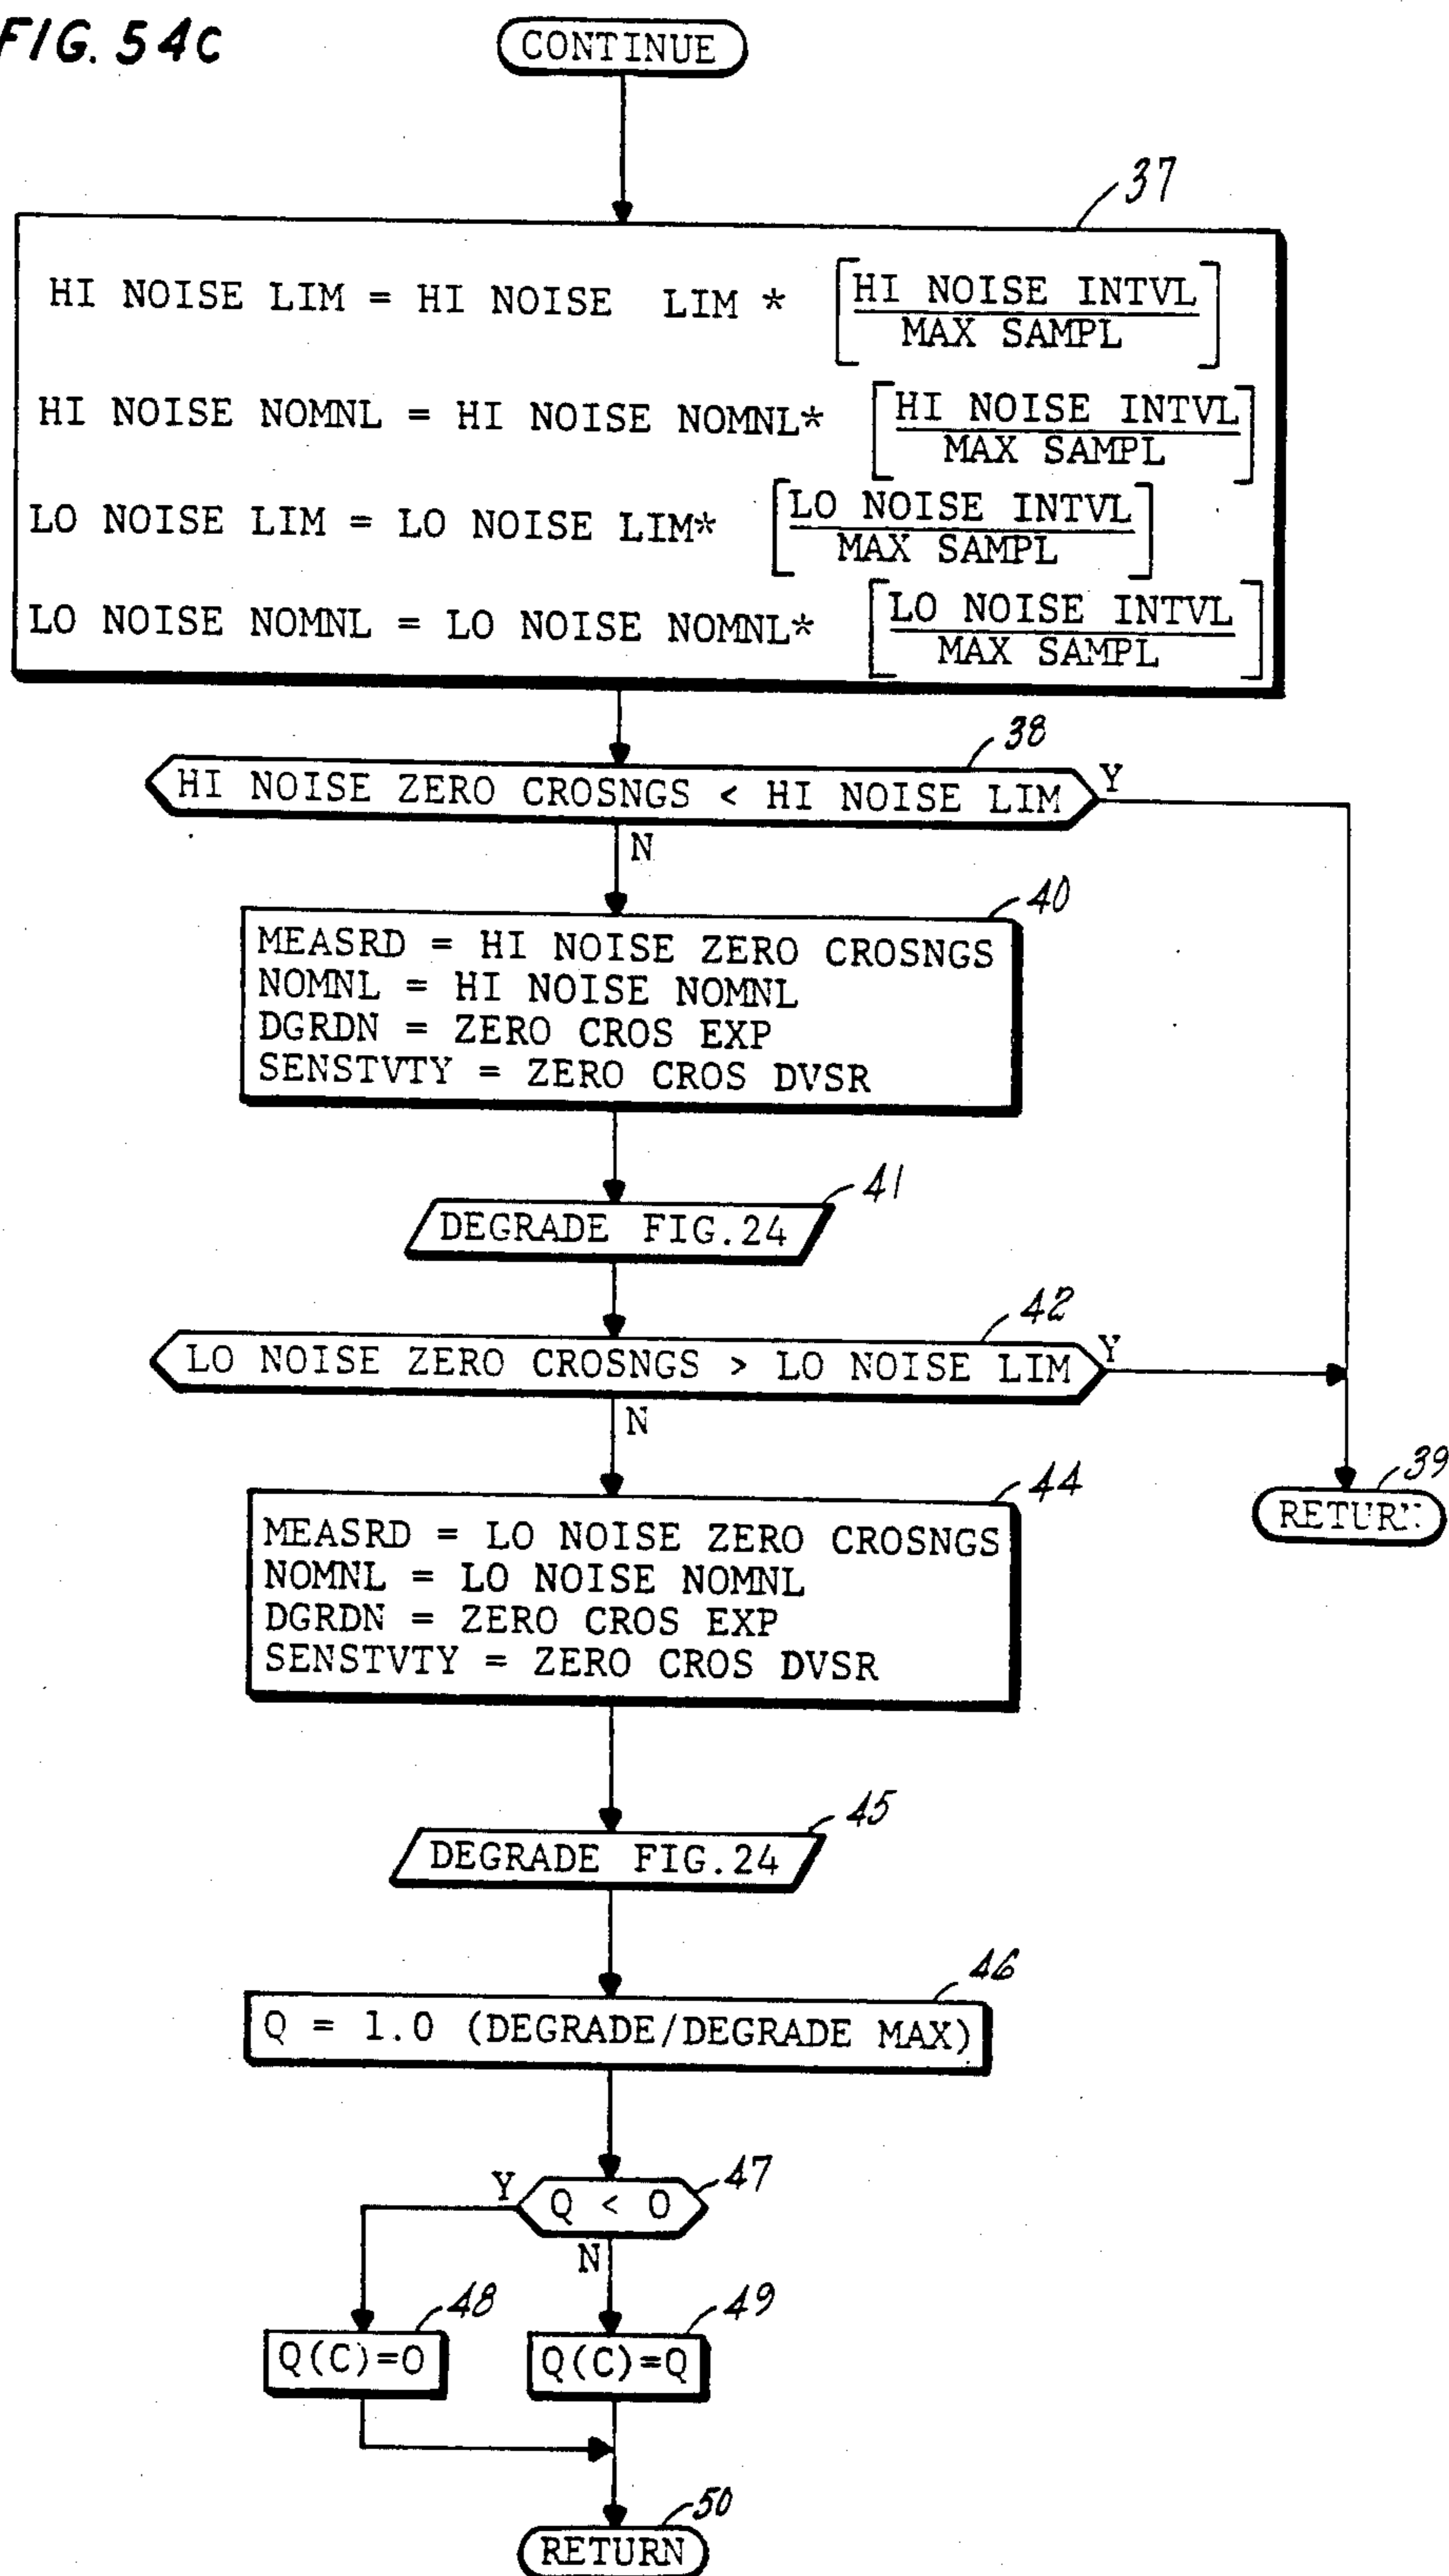 FIG. 54C
CONTINUE
37
HI NOISE LIM = HI NOISE LIM * [HI NOISE INTVL
MAX SAMPL]
HI NOISE NOMNL = HI NOISE NOMNL* [HI NOISE INTVL
MAX SAMPL]
LO NOISE LIM = LO NOISE LIM* [LO NOISE INTVL
MAX SAMPL]
LO NOISE NOMNL = LO NOISE NOMNL* [LO NOISE INTVL
MAX SAMPL]
38
HI NOISE ZERO CROSNGS < HI NOISE LIM
Y
N
40
MEASRD = HI NOISE ZERO CROSNGS
NOMNL = HI NOISE NOMNL
DGRDN = ZERO CROS EXP
SENSTVTY = ZERO CROS DVSR
41
DEGRADE FIG.24
42
LO NOISE ZERO CROSNGS > LO NOISE LIM
Y
N
39
RETURN
44
MEASRD = LO NOISE ZERO CROSNGS
NOMNL = LO NOISE NOMNL
DGRDN = ZERO CROS EXP
SENSTVTY = ZERO CROS DVSR
45
DEGRADE FIG.24
46
Q = 1.0 (DEGRADE/DEGRADE MAX)
47
Y
Q < 0
N
48
Q(C)=0
49
Q(C)=Q
50
RETURN